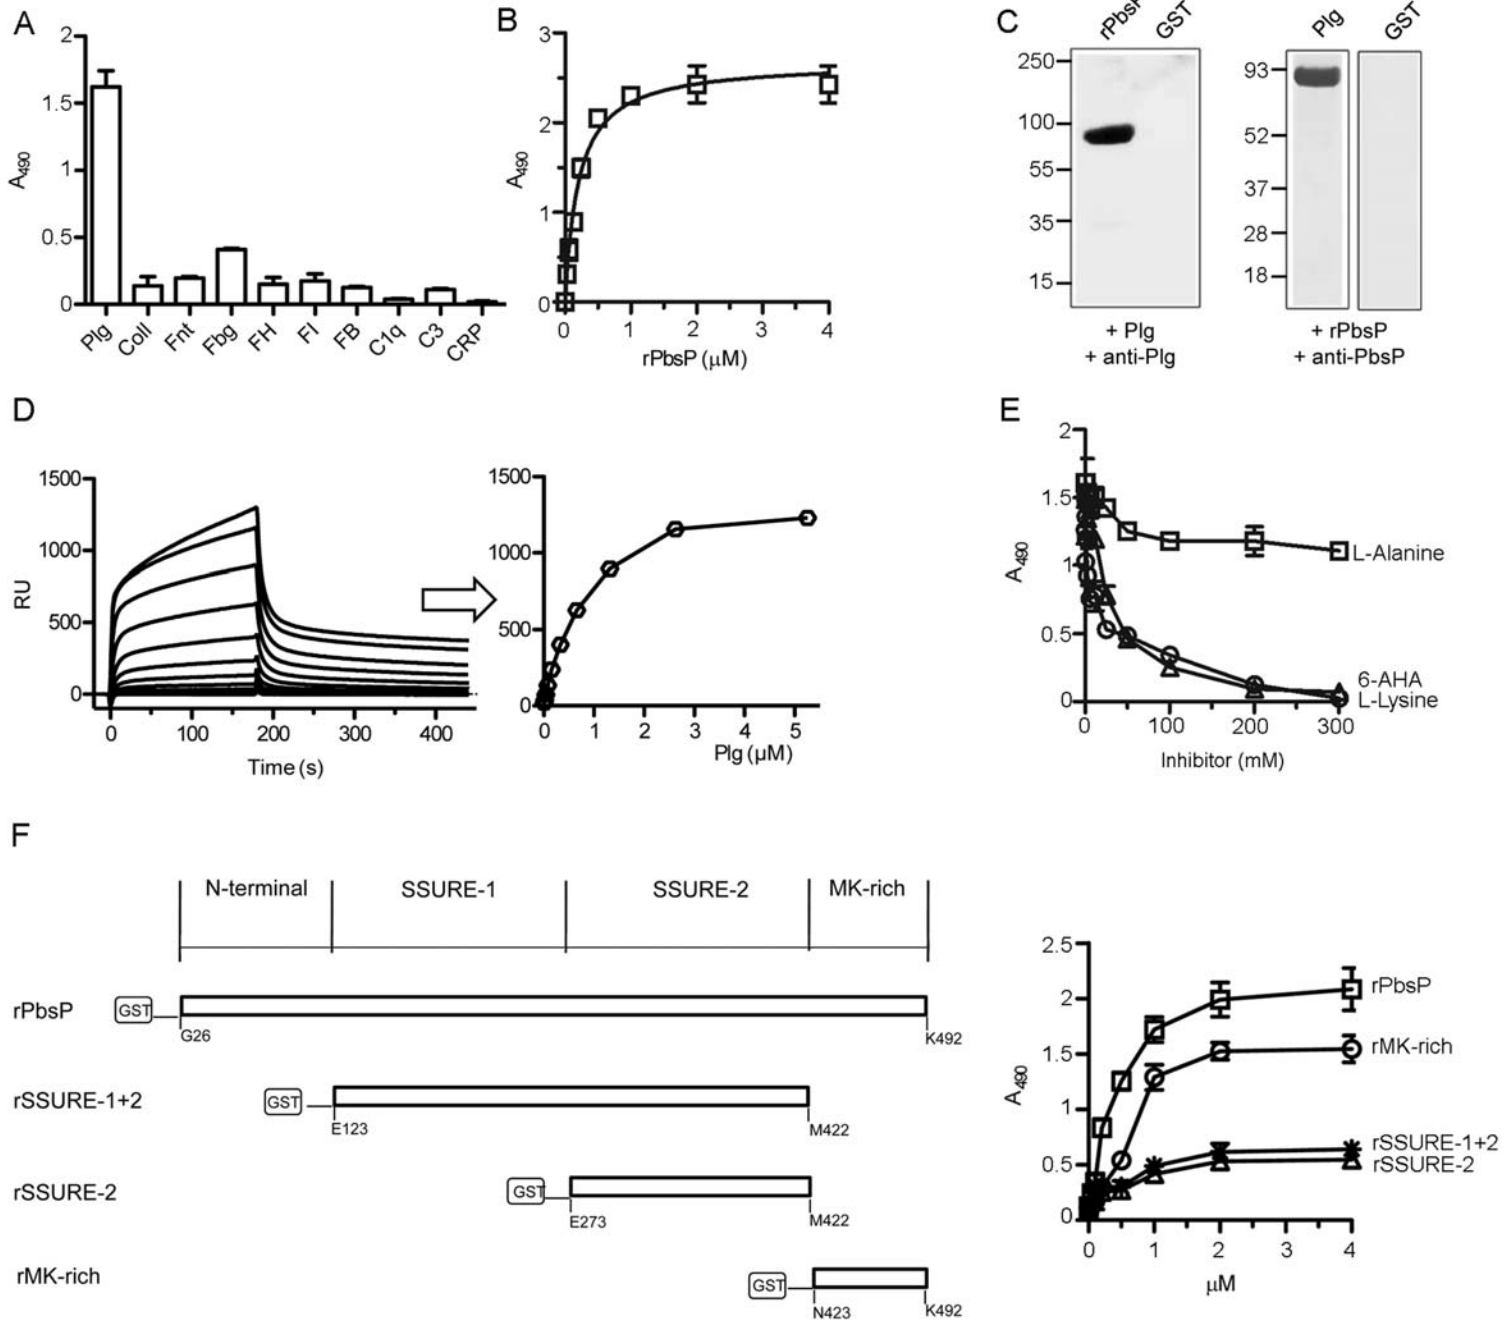 A
2
1.5
1
0.5
0
A490
Plg
Coll
Fnt
Fbg
FH
FI
FB
C1q
C3
CRP
B
3
2
1
0
A490
0 1 2 3 4
rPbsP (μM)
C
GST
250
100
55
35
15
+ Plg
+ anti-Plg
Plg
GST
93
52
37
28
18
+ rPbsP
+ anti-PbsP
D
1500
1000
500
0
RU
0 100 200 300 400
Time (s)
1500
1000
500
0
0 1 2 3 4 5
Plg (μM)
E
2
1.5
1
0.5
0
A490
L-Alanine
6-AHA
L-Lysine
0 100 200 300
Inhibitor (mM)
F
N-terminal SSURE-1 SSURE-2 MK-rich
rPbsP
GST
G26
K492
rSSURE-1+2
GST
E123
M422
rSSURE-2
GST
E273
M422
rMK-rich
GST
N423
K492
2.5
2
1.5
1
0.5
0
A490
rPbsP
rMK-rich
rSSURE-1+2
rSSURE-2
0 1 2 3 4
μM